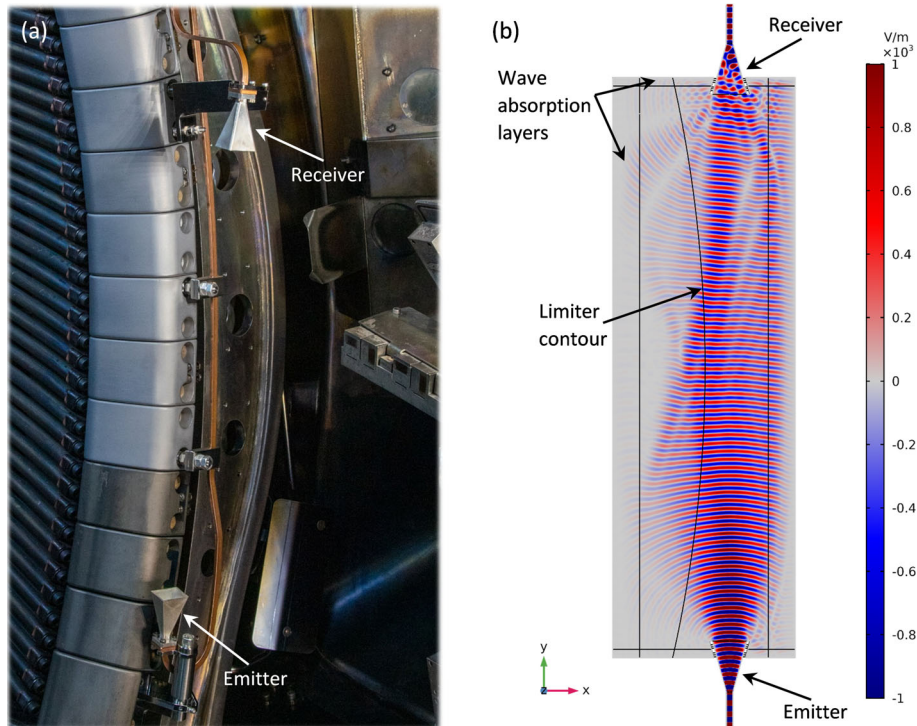 (a)
Receiver
Emitter
(b)
Receiver
Wave
absorption
layers
Limiter
contour
Emitter
y
z
x
V/m
×10³
1
0.8
0.6
0.4
0.2
0
-0.2
-0.4
-0.6
-0.8
-1